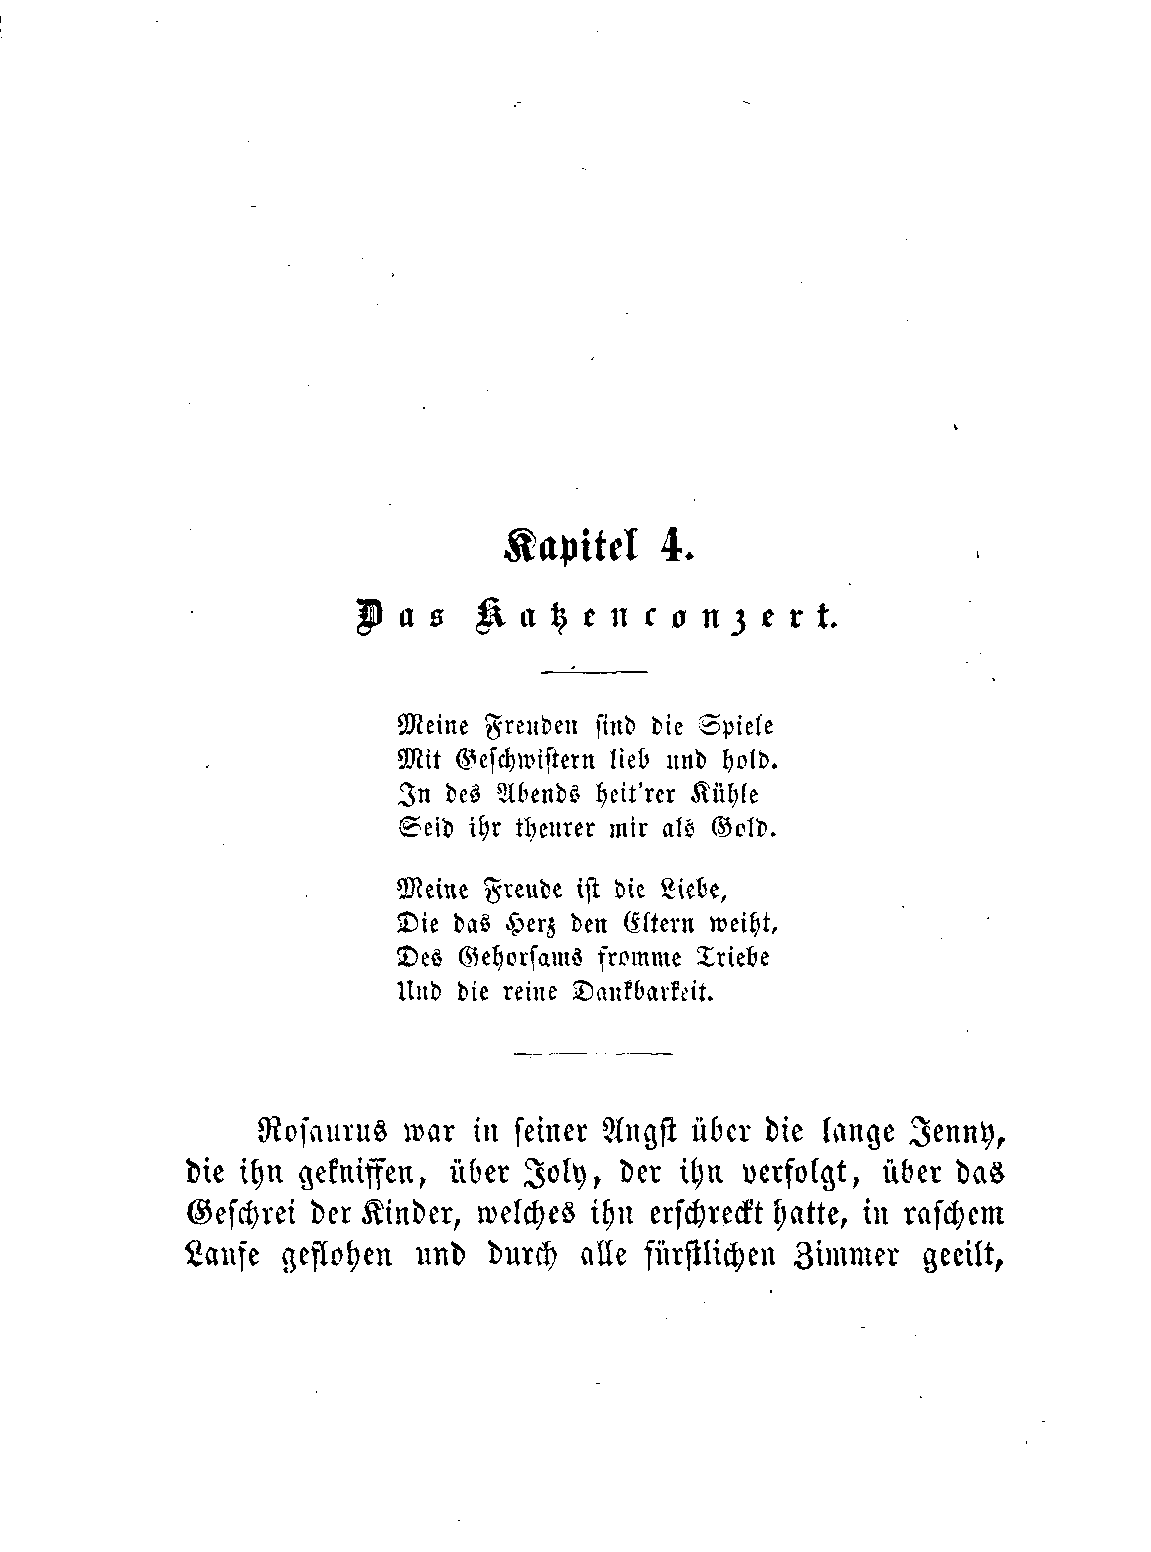 Kapitel 4.
Das Katzenconzert.
Meine Freuden sind die Spiele
Mit Geschwistern lieb und hold.
In des Abends heit'rer Kühle
Seid ihr theurer mir als Gold.
Meine Freude ist die Liebe,
Die das Herz den Eltern weiht,
Des Gehorsams fromme Triebe
Und die reine Dankbarkeit.
Rosaurus war in seiner Angst über die lange Jenny,
die ihn gekniffen, über Joly, der ihn verfolgt, über das
Geschrei der Kinder, welches ihn erschreckt hatte, in raschem
Laufe geflohen und durch alle fürstlichen Zimmer geeilt,